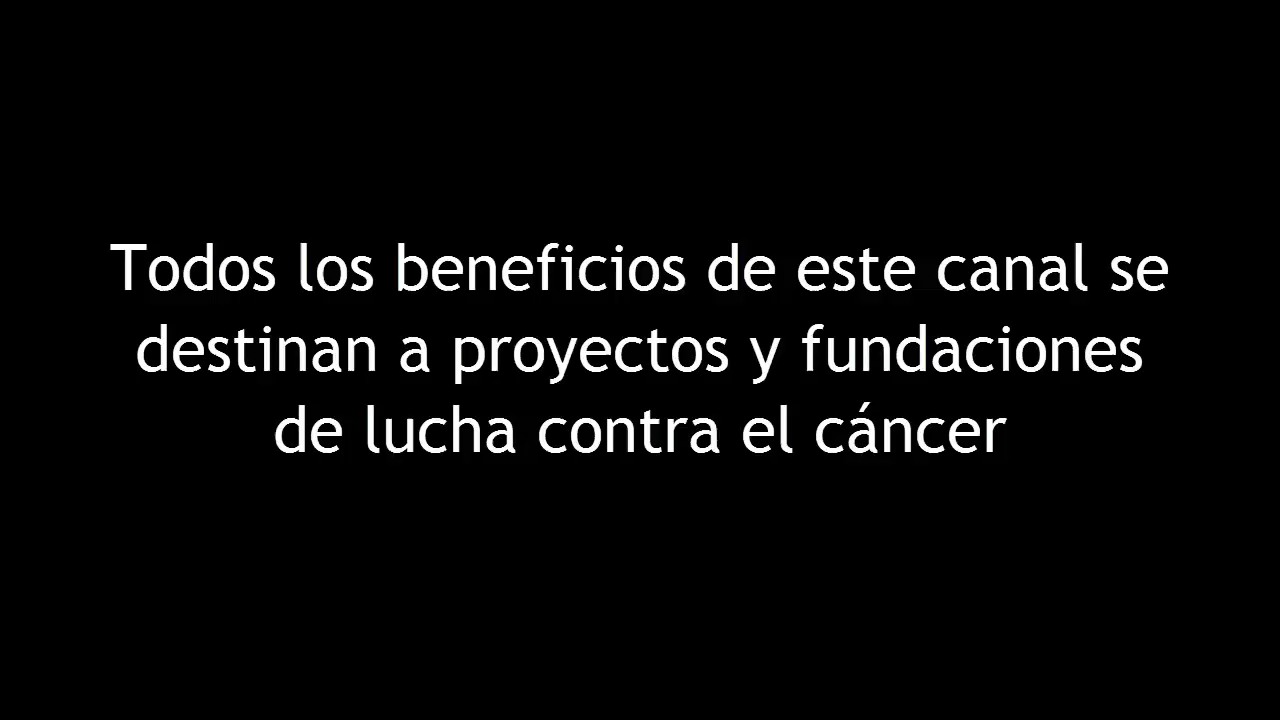 Todos los beneficios de este canal se
destinan a proyectos y fundaciones
de lucha contra el cáncer